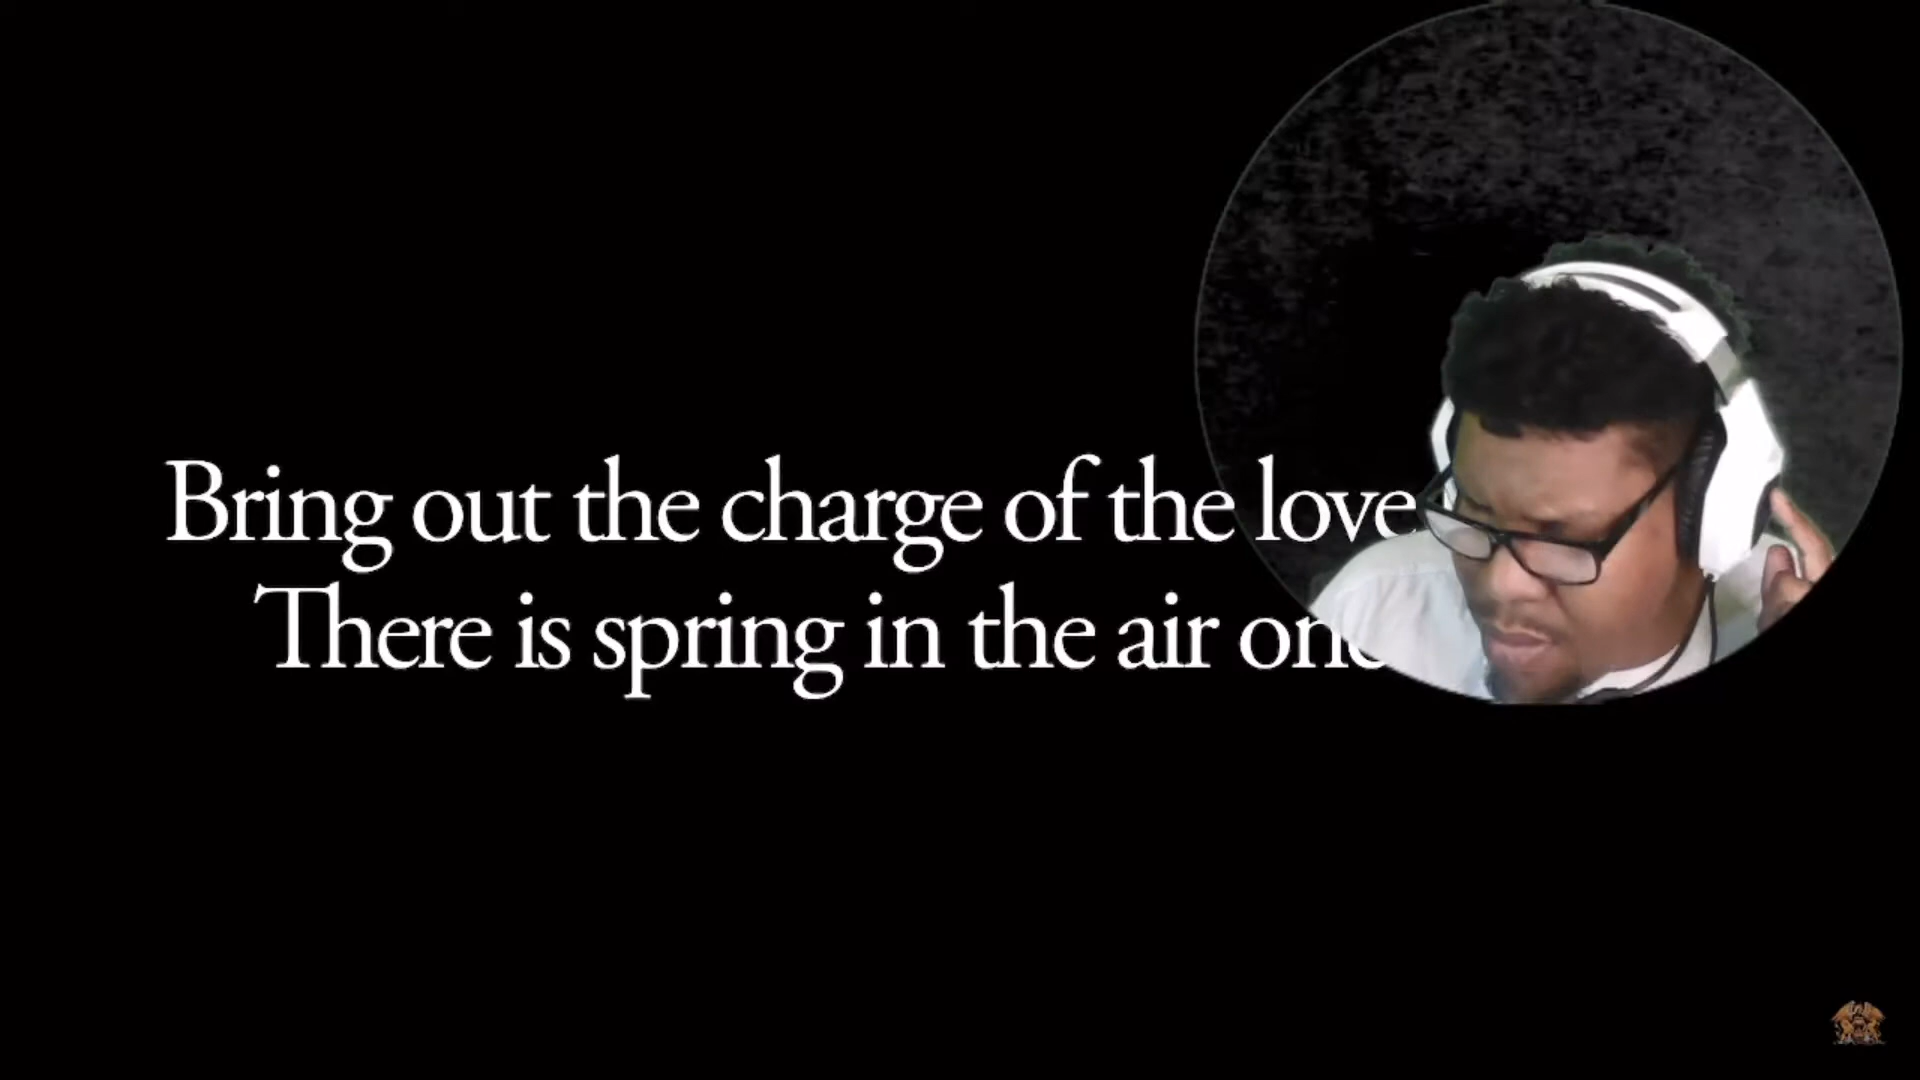 Bring out the charge of the love
There is spring in the air